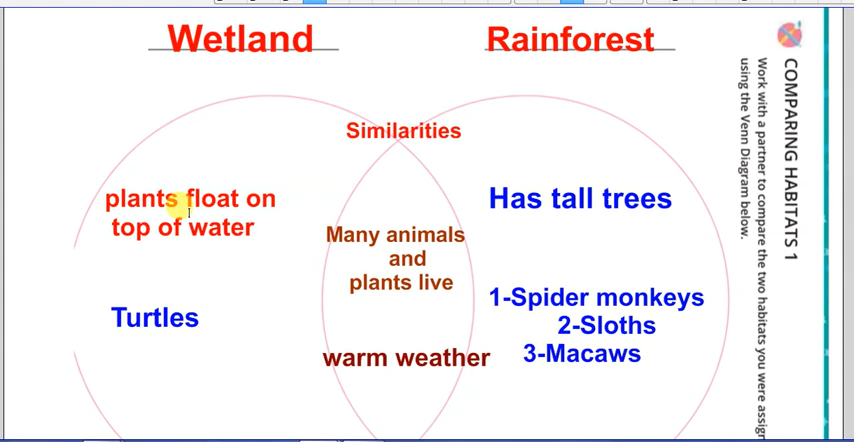 Wetland
Rainforest
Similarities
plants float on
top of water
Turtles
Many animals
and
plants live
warm weather
Has tall trees
1-Spider monkeys
2-Sloths
3-Macaws
COMPARING HABITATS 1
Work with a partner to compare the two habitats you were
using the Venn Diagram below.